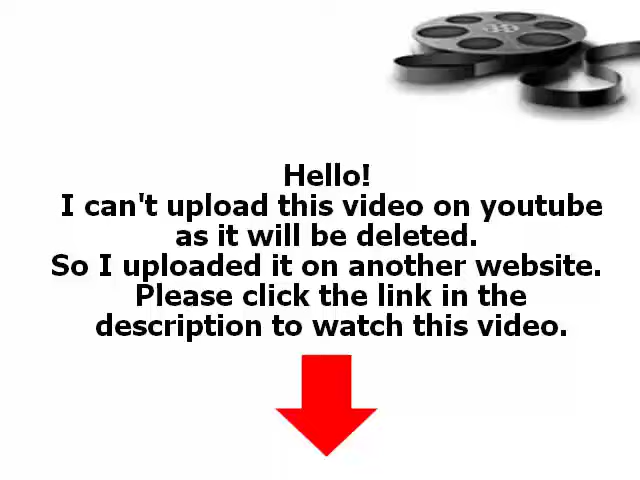 Hello!
I can't upload this video on youtube
as it will be deleted.
So I uploaded it on another website.
Please click the link in the
description to watch this video.